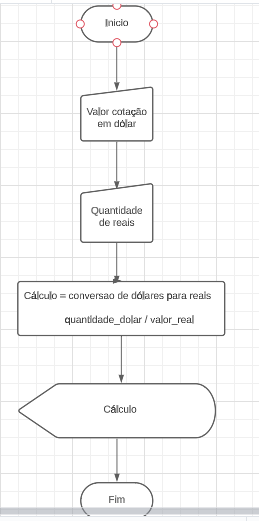 Inicio
Valor cotação
em dólar
Quantidade
de reais
Cálculo = conversao de dólares para reais
quantidade_dolar / valor_real
Cálculo
Fim